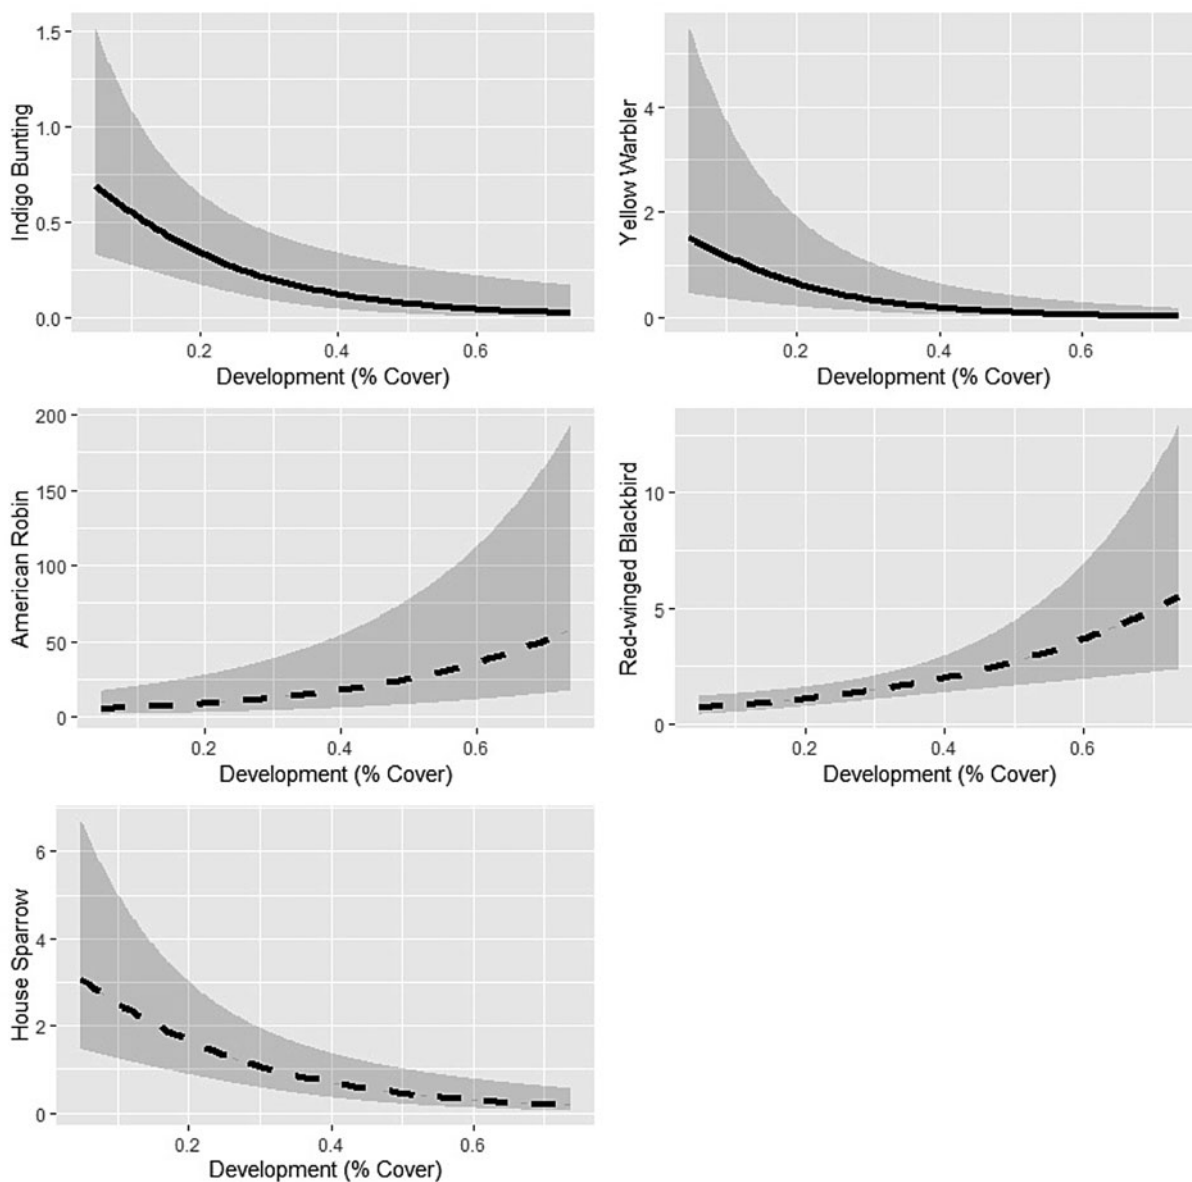 Indigo Bunting
1.5
1.0
0.5
0.0
0.2 0.4 0.6
Development (% Cover)
Yellow Warbler
4
2
0
0.2 0.4 0.6
Development (% Cover)
American Robin
200
150
100
50
0
0.2 0.4 0.6
Development (% Cover)
Red-winged Blackbird
10
5
0
0.2 0.4 0.6
Development (% Cover)
House Sparrow
6
4
2
0
0.2 0.4 0.6
Development (% Cover)